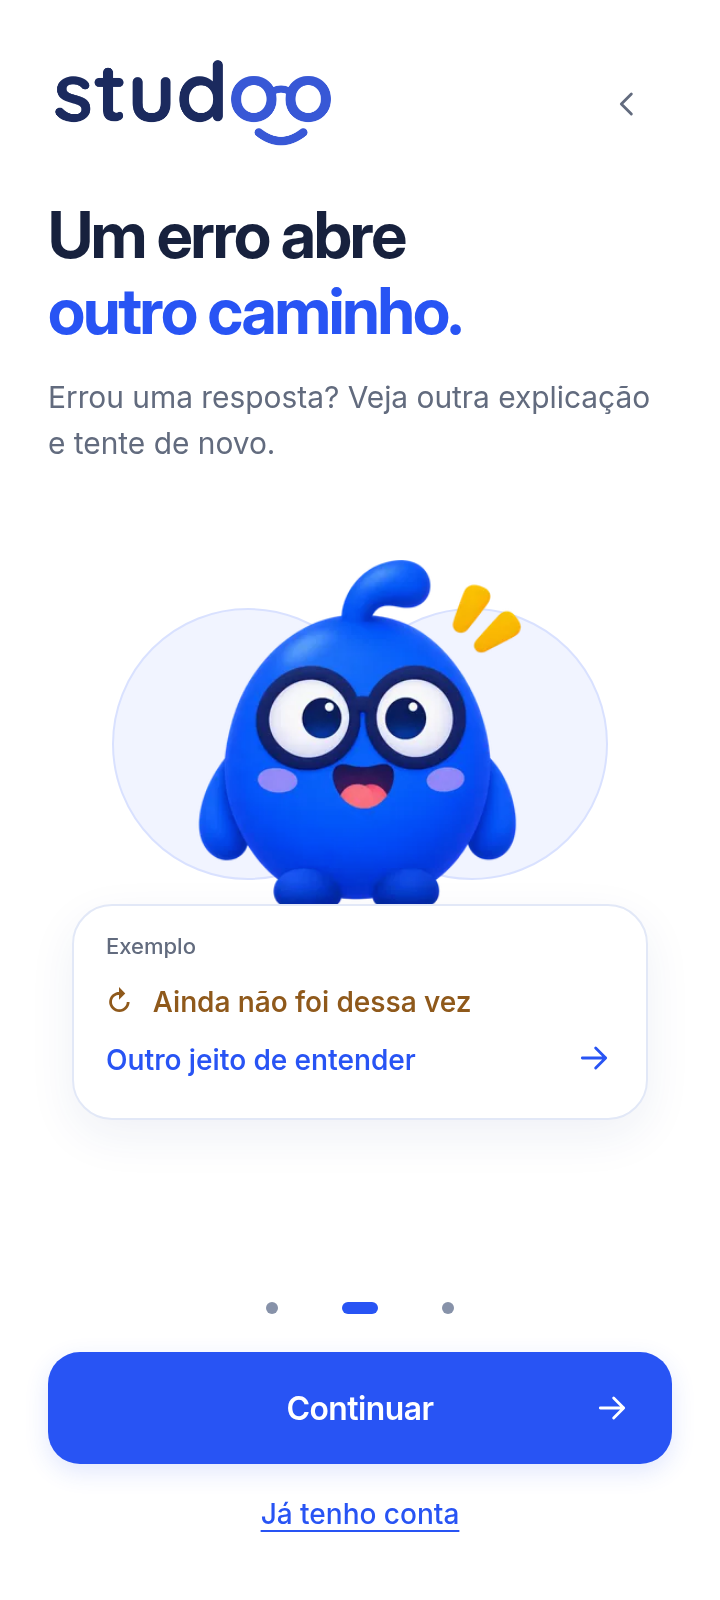 studoo
Um erro abre
outro caminho.
Errou uma resposta? Veja outra explicação
e tente de novo.
Exemplo
Ainda não foi dessa vez
Outro jeito de entender
Continuar
Já tenho conta